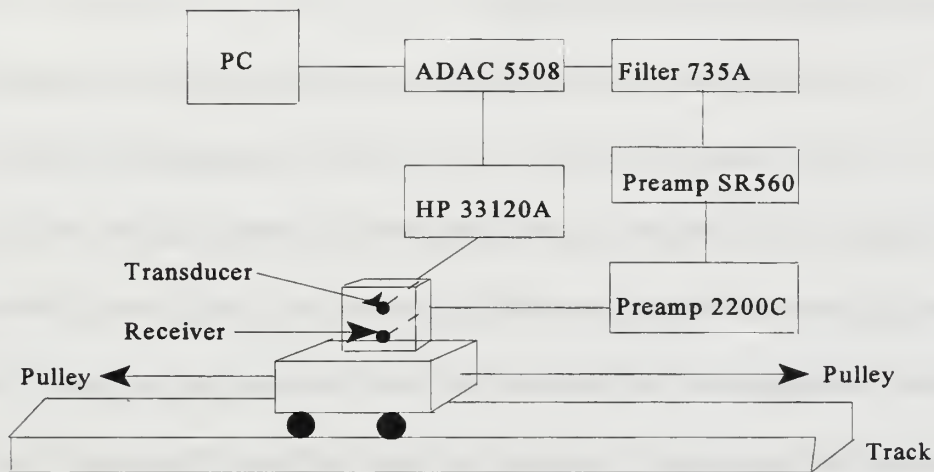 PC
ADAC 5508
Filter 735A
Preamp SR560
HP 33120A
Transducer
Preamp 2200C
Receiver
Pulley
Pulley
Track